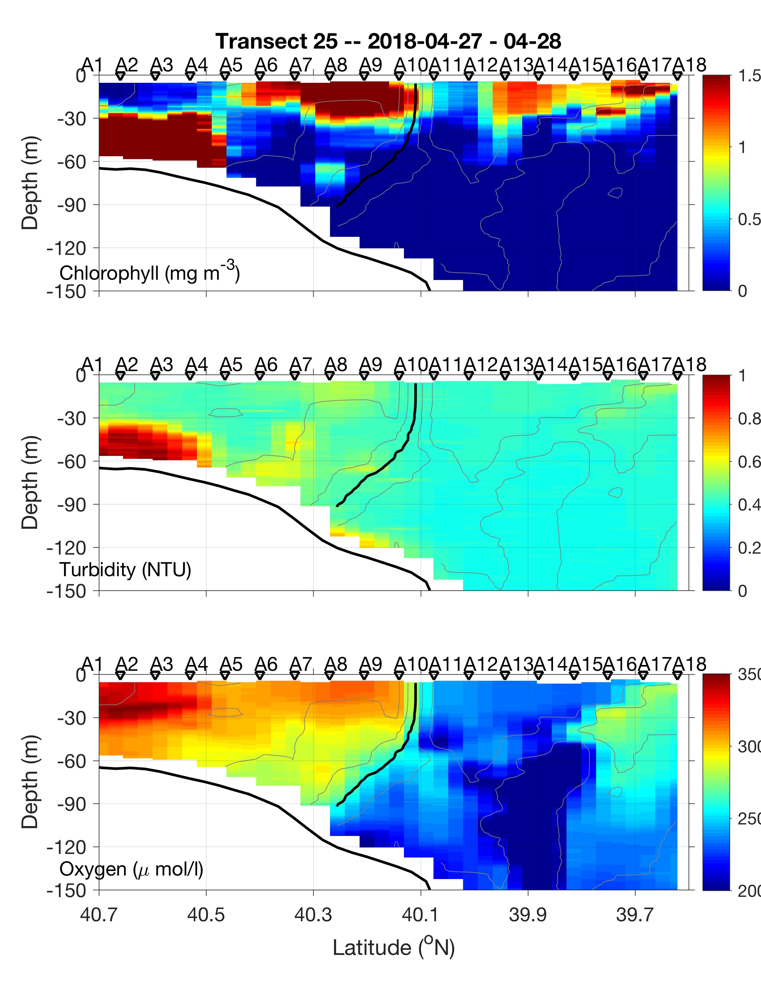 Transect 25 -- 2018-04-27 - 04-28
A1 A2 A3 A4 A5 A6 A7 A8 A9 A10 A11 A12 A13 A14 A15 A16 A17 A18
0
-30
-60
-90
-120
-150
Depth (m)
Chlorophyll (mg m-3)
1.5
1
0.5
0
A1 A2 A3 A4 A5 A6 A7 A8 A9 A10 A11 A12 A13 A14 A15 A16 A17 A18
0
-30
-60
-90
-120
-150
Depth (m)
Turbidity (NTU)
1
0.8
0.6
0.4
0.2
0
A1 A2 A3 A4 A5 A6 A7 A8 A9 A10 A11 A12 A13 A14 A15 A16 A17 A18
0
-30
-60
-90
-120
-150
Depth (m)
Oxygen (μ mol/l)
350
300
250
200
40.7 40.5 40.3 40.1 39.9 39.7
Latitude (oN)